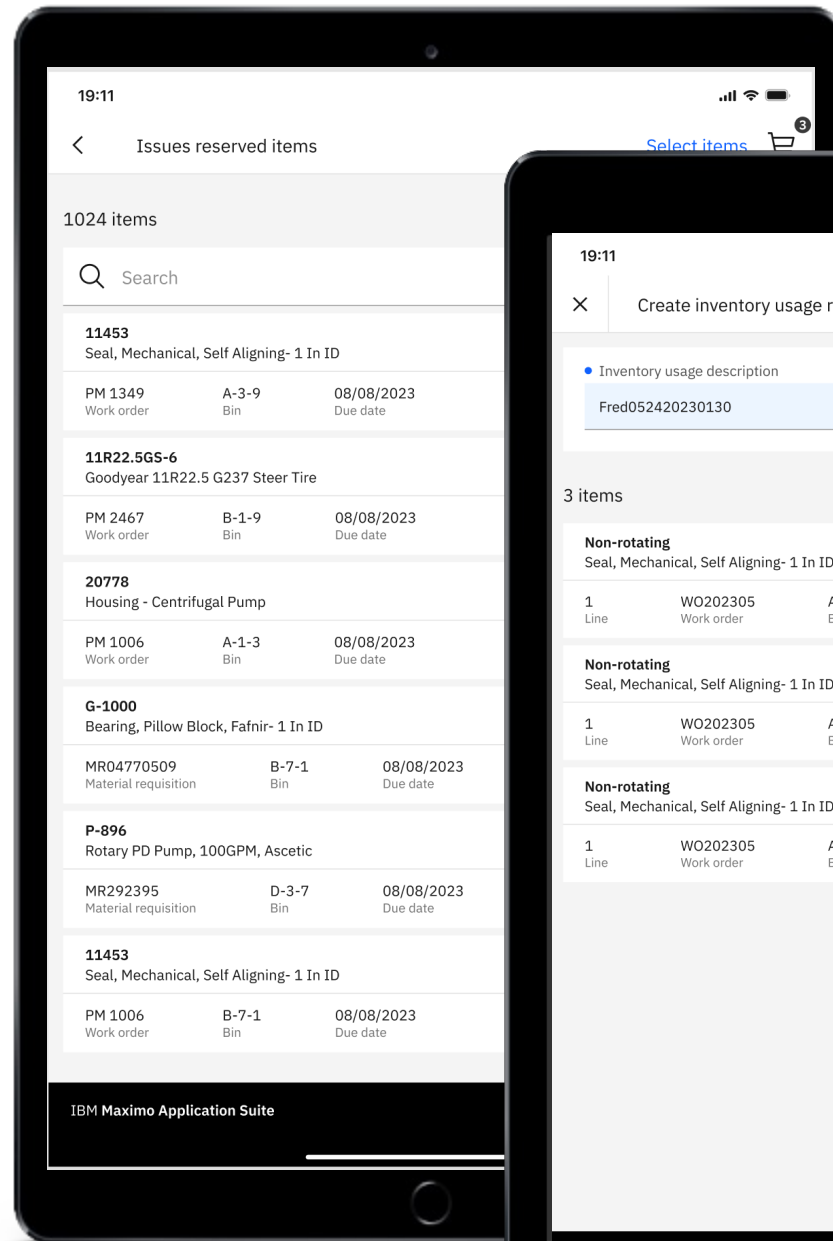 19:11
Issues reserved items
Select items
3
1024 items
Search
11453
Seal, Mechanical, Self Aligning- 1 In ID
PM 1349 A-3-9 08/08/2023
Work order Bin Due date
11R22.5GS-6
Goodyear 11R22.5 G237 Steer Tire
PM 2467 B-1-9 08/08/2023
Work order Bin Due date
20778
Housing - Centrifugal Pump
PM 1006 A-1-3 08/08/2023
Work order Bin Due date
G-1000
Bearing, Pillow Block, Fafnir- 1 In ID
MR04770509 B-7-1 08/08/2023
Material requisition Bin Due date
P-896
Rotary PD Pump, 100GPM, Ascetic
MR292395 D-3-7 08/08/2023
Material requisition Bin Due date
11453
Seal, Mechanical, Self Aligning- 1 In ID
PM 1006 B-7-1 08/08/2023
Work order Bin Due date
IBM Maximo Application Suite
19:11
Create inventory usage r
Inventory usage description
Fred052420230130
3 items
Non-rotating
Seal, Mechanical, Self Aligning- 1 In ID
1 WO202305
Line Work order
Non-rotating
Seal, Mechanical, Self Aligning- 1 In ID
1 WO202305
Line Work order
Non-rotating
Seal, Mechanical, Self Aligning- 1 In ID
1 WO202305
Line Work order